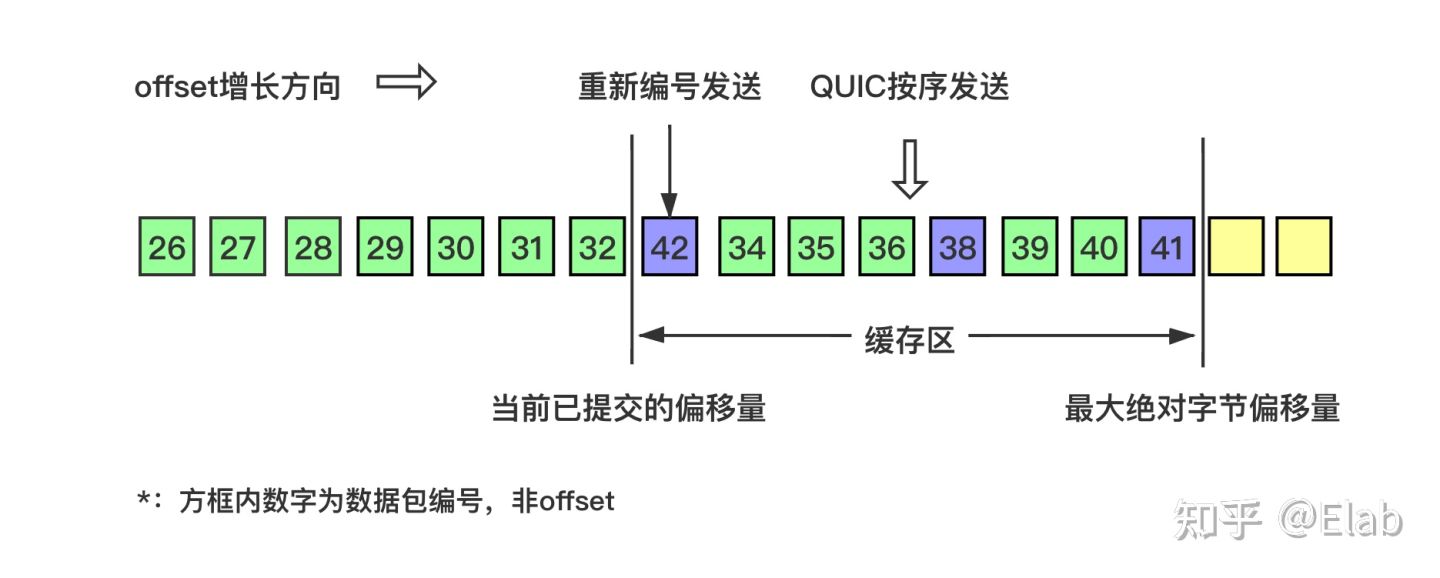 offset增长方向 重新编号发送 QUIC按序发送
26 27 28 29 30 31 32 42 34 35 36 38 39 40 41
缓存区
当前已提交的偏移量 最大绝对字节偏移量
*：方框内数字为数据包编号，非offset
知乎 @Elab